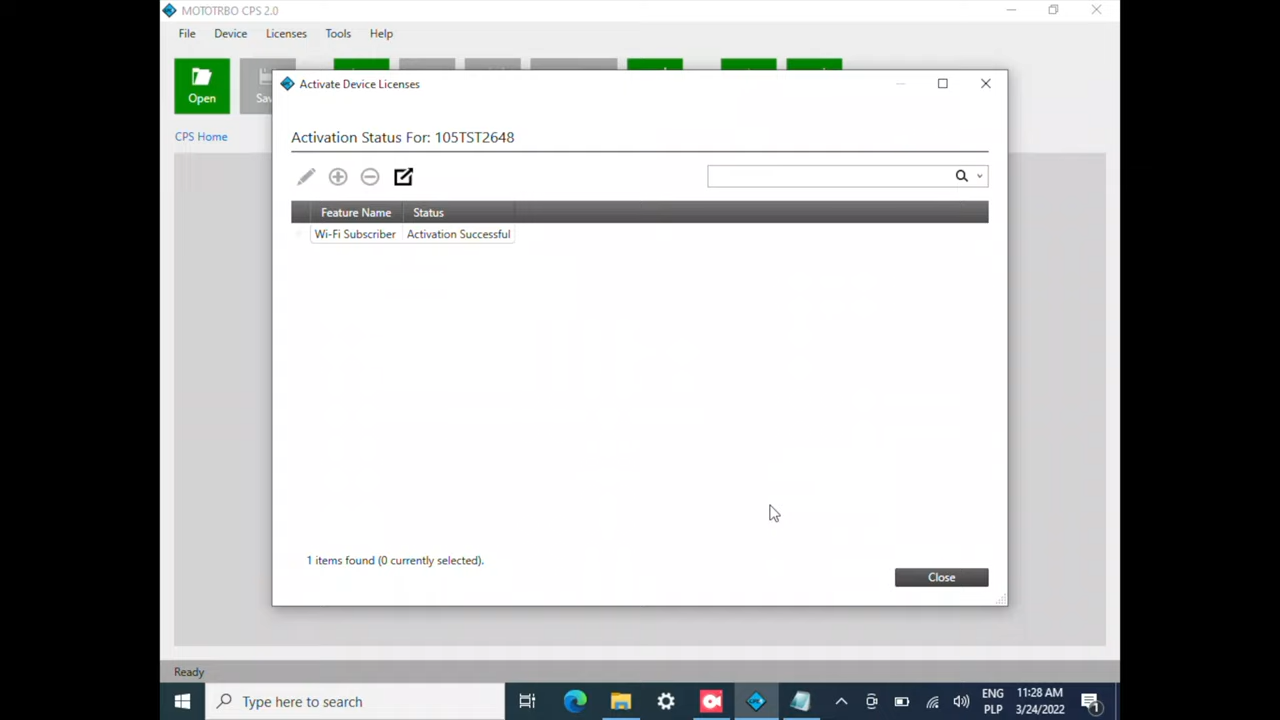 MOTOTRBO CPS 2.0
File Device Licenses Tools Help
Open
CPS Home
Activate Device Licenses
Activation Status For: 105TST2648
Feature Name Status
Wi-Fi Subscriber Activation Successful
1 items found (0 currently selected).
Close
Ready
Type here to search
ENG 11:28 AM
PLP 3/24/2022
1